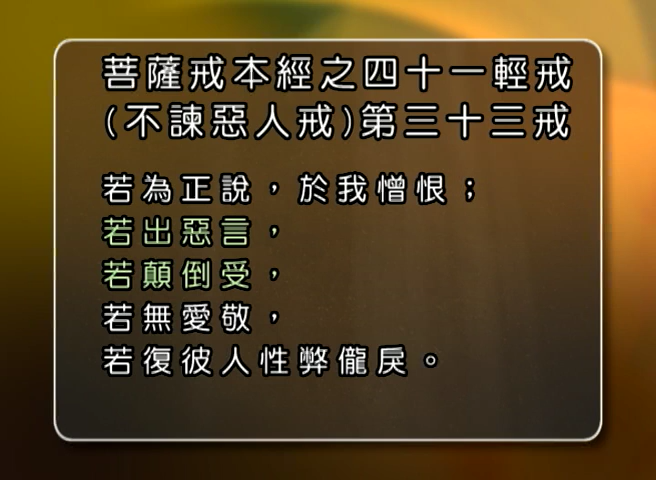 菩薩戒本經之四十一輕戒
(不諫惡人戒)第三十三戒
若為正說，於我憎恨；
若出惡言，
若顛倒受，
若無愛敬，
若復彼人性弊儱戾。